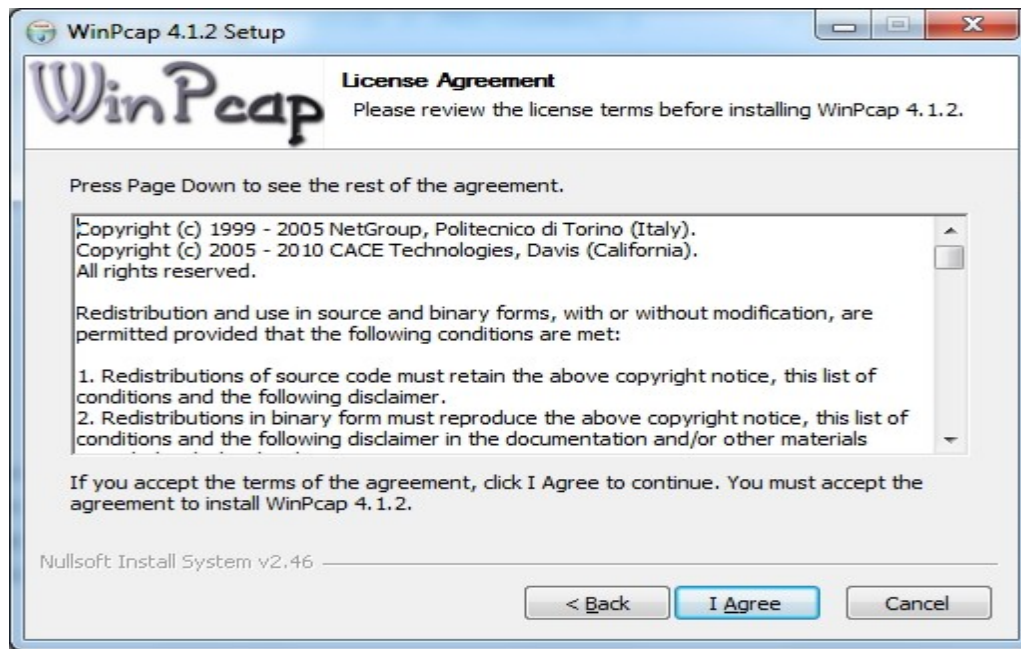 WinPcap 4.1.2 Setup
WinPcap
License Agreement
Please review the license terms before installing WinPcap 4.1.2.
Press Page Down to see the rest of the agreement.
Copyright (c) 1999 - 2005 NetGroup, Politecnico di Torino (Italy).
Copyright (c) 2005 - 2010 CACE Technologies, Davis (California).
All rights reserved.
Redistribution and use in source and binary forms, with or without modification, are
permitted provided that the following conditions are met:
1. Redistributions of source code must retain the above copyright notice, this list of
conditions and the following disclaimer.
2. Redistributions in binary form must reproduce the above copyright notice, this list of
conditions and the following disclaimer in the documentation and/or other materials
If you accept the terms of the agreement, click I Agree to continue. You must accept the
agreement to install WinPcap 4.1.2.
Nullsoft Install System v2.46
< Back
I Agree
Cancel